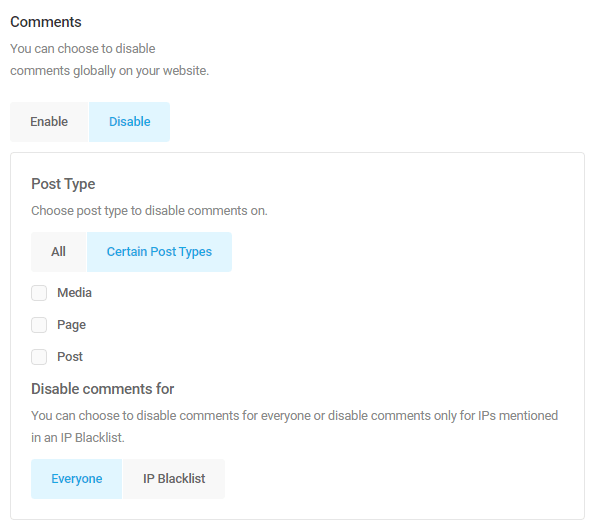 Comments
You can choose to disable
comments globally on your website.
Enable Disable
Post Type
Choose post type to disable comments on.
All Certain Post Types
Media
Page
Post
Disable comments for
You can choose to disable comments for everyone or disable comments only for IPs mentioned
in an IP Blacklist.
Everyone IP Blacklist